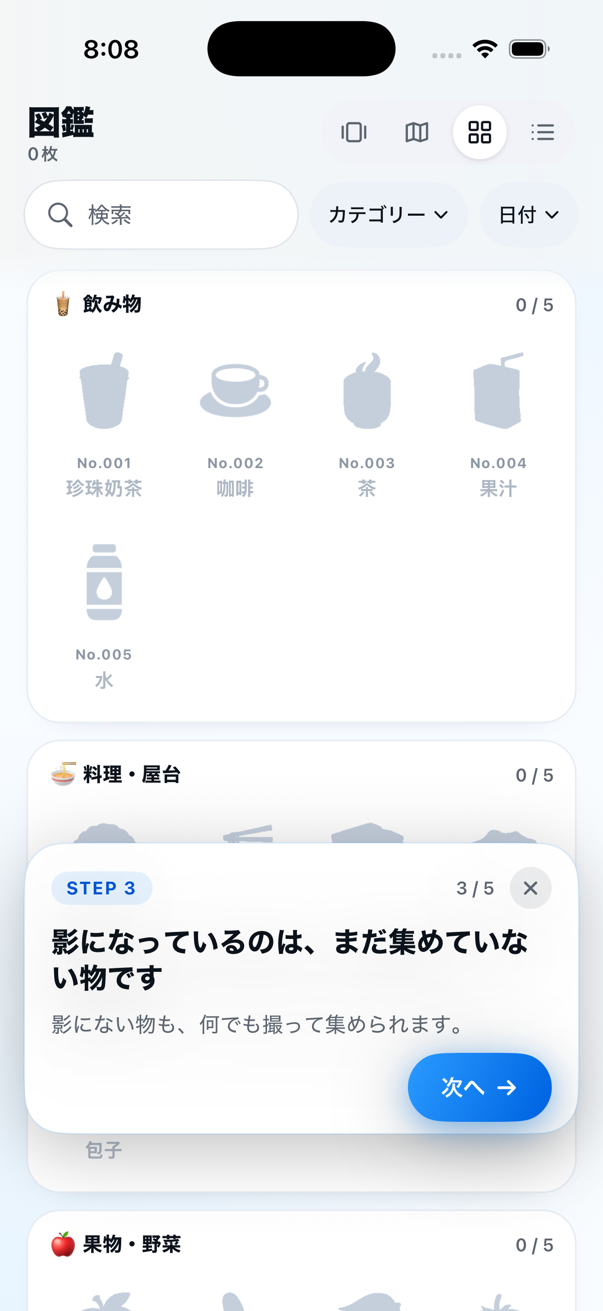 8:08
図鑑
0枚
検索
カテゴリー
日付
飲み物
0 / 5
No.001
珍珠奶茶
No.002
咖啡
No.003
茶
No.004
果汁
No.005
水
料理・屋台
0 / 5
STEP 3
3 / 5
影になっているのは、まだ集めていな
い物です
影にない物も、何でも撮って集められます。
次へ →
包子
果物・野菜
0 / 5